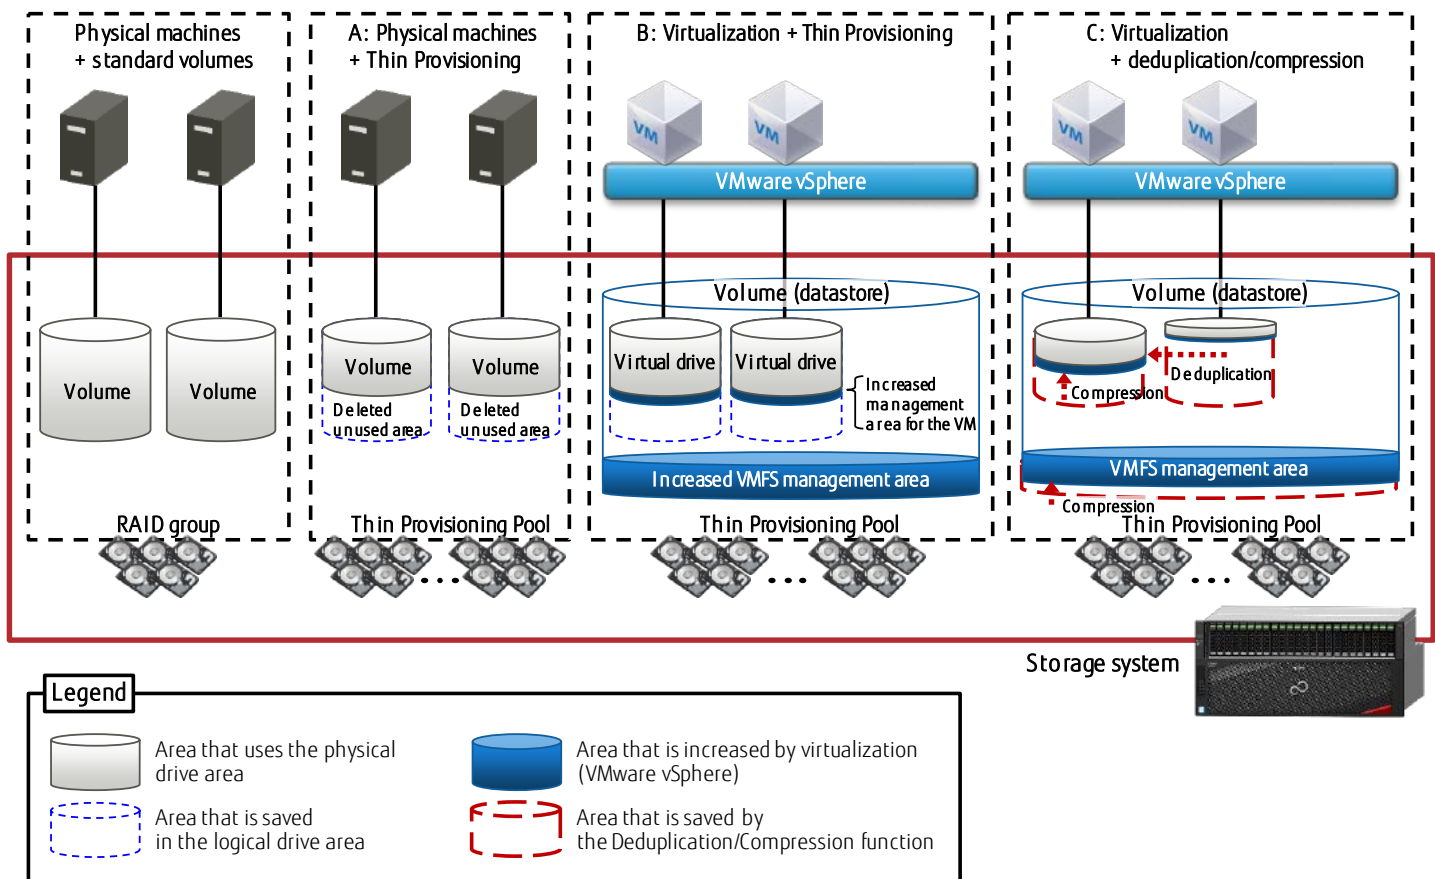 Physical machines
+ standard volumes
A: Physical machines
+ Thin Provisioning
B: Virtualization + Thin Provisioning
C: Virtualization
+ deduplication/compression
VM
VM
VM
VM
VMware vSphere
VMware vSphere
Volume (datastore)
Volume (datastore)
Volume
Volume
Volume
Volume
Deleted
unused area
Deleted
unused area
Virtual drive
Virtual drive
Increased
management
area for the VM
Deduplication
Compression
Increased VMFS management area
VMFS management area
Compression
RAID group
Thin Provisioning Pool
Thin Provisioning Pool
Thin Provisioning Pool
...
...
...
Storage system
Legend
Area that uses the physical
drive area
Area that is increased by virtualization
(VMware vSphere)
Area that is saved
in the logical drive area
Area that is saved by
the Deduplication/Compression function